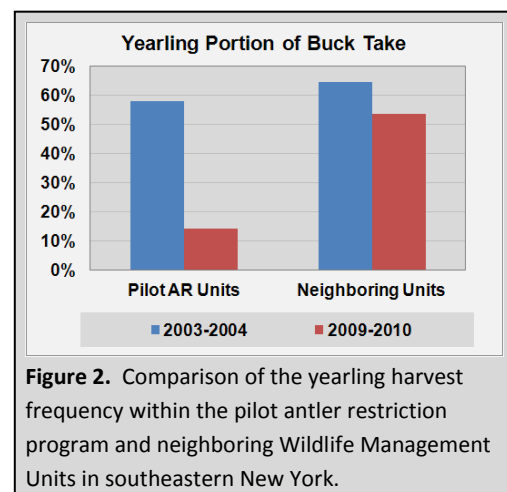 Yearling Portion of Buck Take
70%
60%
50%
40%
30%
20%
10%
0%
Pilot AR Units Neighboring Units
2003-2004 2009-2010
Figure 2. Comparison of the yearling harvest
frequency within the pilot antler restriction
program and neighboring Wildlife Management
Units in southeastern New York.